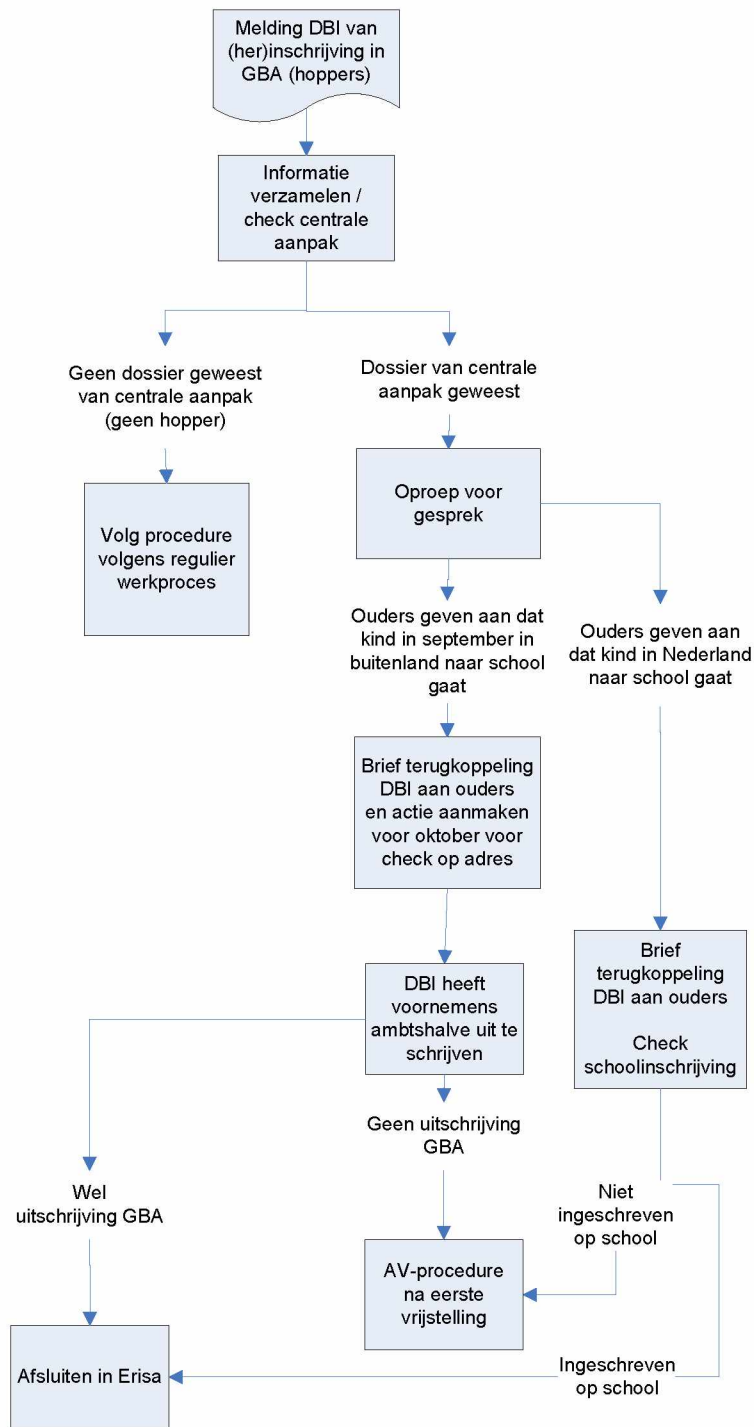 Melding DBI van
(her)inschrijving in
GBA (hoppers)
Informatie
verzamelen /
check centrale
aanpak
Geen dossier geweest
van centrale aanpak
(geen hopper)
Dossier van centrale
aanpak geweest
Volg procedure
volgens regulier
werkproces
Oproep voor
gesprek
Ouders geven aan dat
kind in september in
buitenland naar school
gaat
Ouders geven aan
dat kind in Nederland
naar school gaat
Brief terugkoppeling
DBI aan ouders
en actie aanmaken
voor oktober voor
check op adres
Brief
terugkoppeling
DBI aan ouders
Check
schoolinschrijving
DBI heeft
voornemens
ambtshalve uit te
schrijven
Geen uitschrijving
GBA
Wel
uitschrijving GBA
Niet
ingeschreven
op school
AV-procedure
na eerste
vrijstelling
Afsluiten in Erisa
Ingeschreven
op school